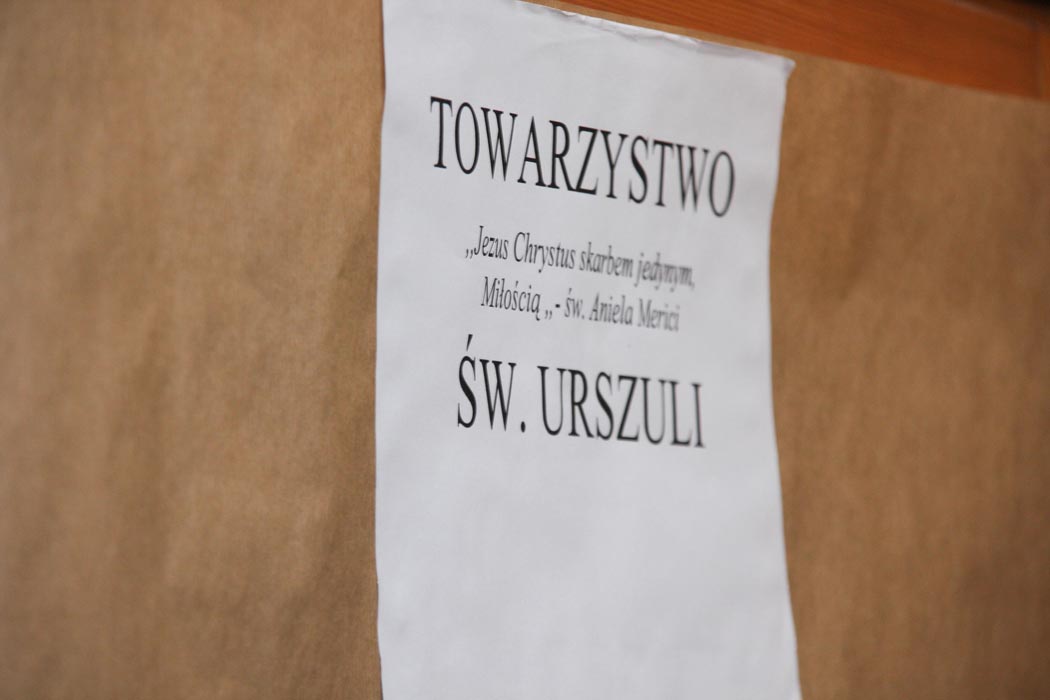 TOWARZYSTWO
„Jezus Chrystus skarbem jedynym,
Miłością „- św. Aniela Merici
ŚW. URSZULI